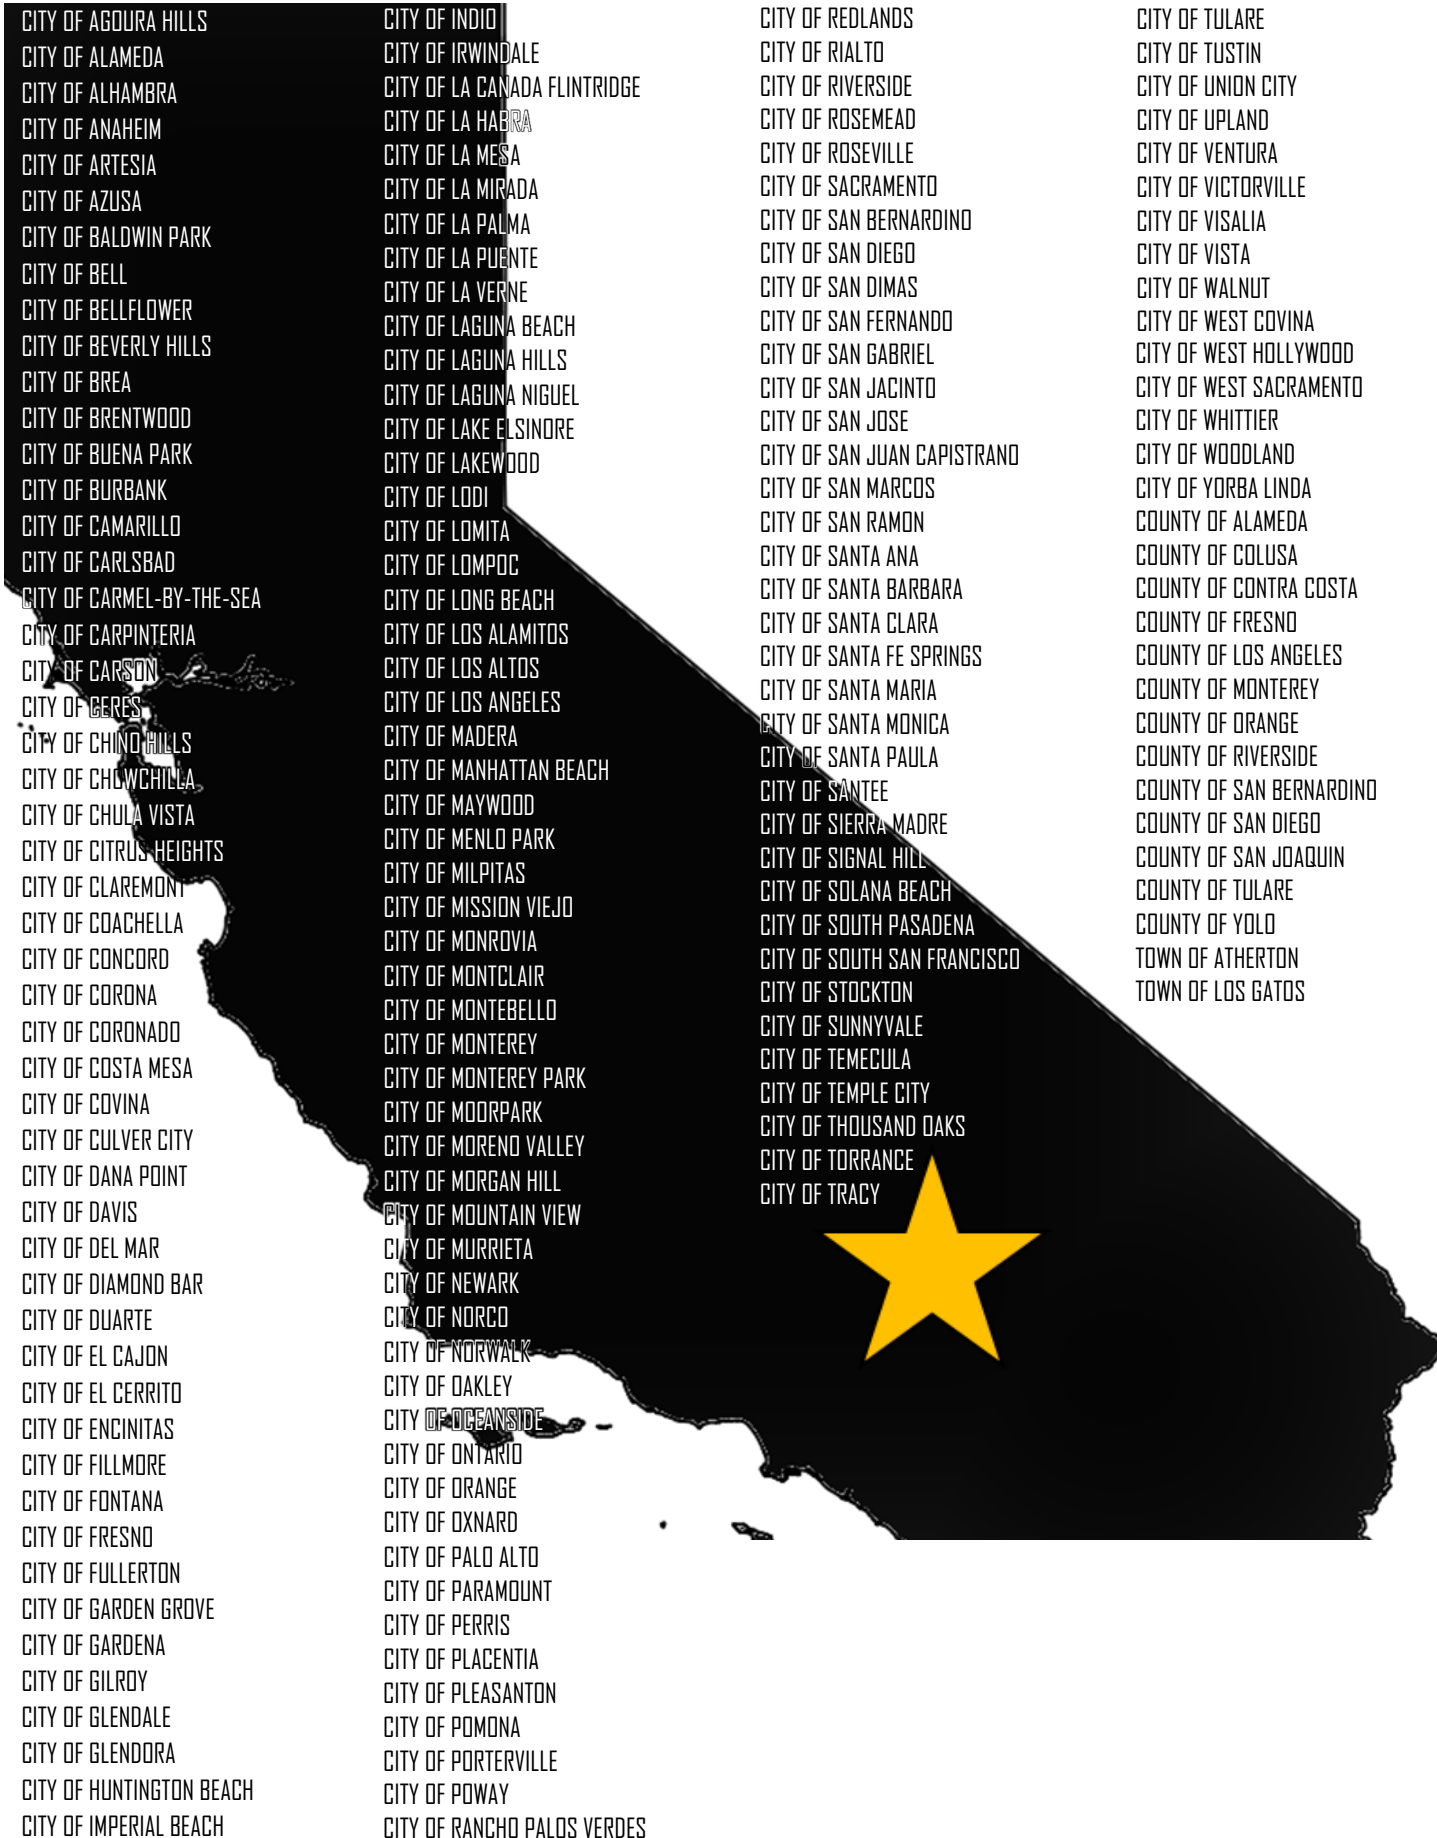 CITY OF AGOURA HILLS
CITY OF ALAMEDA
CITY OF ALHAMBRA
CITY OF ANAHEIM
CITY OF ARTESIA
CITY OF AZUSA
CITY OF BALDWIN PARK
CITY OF BELL
CITY OF BELLFLOWER
CITY OF BEVERLY HILLS
CITY OF BREA
CITY OF BRENTWOOD
CITY OF BUENA PARK
CITY OF BURBANK
CITY OF CAMARILLO
CITY OF CARLSBAD
CITY OF CARMEL-BY-THE-SEA
CITY OF CARPINTERIA
CITY OF CARSON
CITY OF CERES
CITY OF CHINO HILLS
CITY OF CHOWCHILLA
CITY OF CHULA VISTA
CITY OF CITRUS HEIGHTS
CITY OF CLAREMONT
CITY OF COACHELLA
CITY OF CONCORD
CITY OF CORONA
CITY OF CORONADO
CITY OF COSTA MESA
CITY OF COVINA
CITY OF CULVER CITY
CITY OF DANA POINT
CITY OF DAVIS
CITY OF DEL MAR
CITY OF DIAMOND BAR
CITY OF DUARTE
CITY OF EL CAJON
CITY OF EL CERRITO
CITY OF ENCINITAS
CITY OF FILLMORE
CITY OF FONTANA
CITY OF FRESNO
CITY OF FULLERTON
CITY OF GARDEN GROVE
CITY OF GARDENA
CITY OF GILROY
CITY OF GLENDALE
CITY OF GLENDORA
CITY OF HUNTINGTON BEACH
CITY OF IMPERIAL BEACH
CITY OF INDIO
CITY OF IRWINDALE
CITY OF LA CANADA FLINTRIDGE
CITY OF LA HABRA
CITY OF LA MESA
CITY OF LA MIRADA
CITY OF LA PALMA
CITY OF LA PUENTE
CITY OF LA VERNE
CITY OF LAGUNA BEACH
CITY OF LAGUNA HILLS
CITY OF LAGUNA NIGUEL
CITY OF LAKE ELSINORE
CITY OF LAKEWOOD
CITY OF LODI
CITY OF LOMITA
CITY OF LOMPOC
CITY OF LONG BEACH
CITY OF LOS ALAMITOS
CITY OF LOS ALTOS
CITY OF LOS ANGELES
CITY OF MADERA
CITY OF MANHATTAN BEACH
CITY OF MAYWOOD
CITY OF MENLO PARK
CITY OF MILPITAS
CITY OF MISSION VIEJO
CITY OF MONROVIA
CITY OF MONTCLAIR
CITY OF MONTEBELLO
CITY OF MONTEREY
CITY OF MONTEREY PARK
CITY OF MOORPARK
CITY OF MORENO VALLEY
CITY OF MORGAN HILL
CITY OF MOUNTAIN VIEW
CITY OF MURRIETA
CITY OF NEWARK
CITY OF NORCO
CITY OF NORWALK
CITY OF OAKLEY
CITY OF OCEANSIDE
CITY OF ONTARIO
CITY OF ORANGE
CITY OF OXNARD
CITY OF PALO ALTO
CITY OF PARAMOUNT
CITY OF PERRIS
CITY OF PLACENTIA
CITY OF PLEASANTON
CITY OF POMONA
CITY OF PORTERVILLE
CITY OF POWAY
CITY OF RANCHO PALOS VERDES
CITY OF REDLANDS
CITY OF RIALTO
CITY OF RIVERSIDE
CITY OF ROSEMEAD
CITY OF ROSEVILLE
CITY OF SACRAMENTO
CITY OF SAN BERNARDINO
CITY OF SAN DIEGO
CITY OF SAN DIMAS
CITY OF SAN FERNANDO
CITY OF SAN GABRIEL
CITY OF SAN JACINTO
CITY OF SAN JOSE
CITY OF SAN JUAN CAPISTRANO
CITY OF SAN MARCOS
CITY OF SAN RAMON
CITY OF SANTA ANA
CITY OF SANTA BARBARA
CITY OF SANTA CLARA
CITY OF SANTA FE SPRINGS
CITY OF SANTA MARIA
CITY OF SANTA MONICA
CITY OF SANTA PAULA
CITY OF SANTEE
CITY OF SIERRA MADRE
CITY OF SIGNAL HILL
CITY OF SOLANA BEACH
CITY OF SOUTH PASADENA
CITY OF SOUTH SAN FRANCISCO
CITY OF STOCKTON
CITY OF SUNNYVALE
CITY OF TEMECULA
CITY OF TEMPLE CITY
CITY OF THOUSAND OAKS
CITY OF TORRANCE
CITY OF TRACY
CITY OF TULARE
CITY OF TUSTIN
CITY OF UNION CITY
CITY OF UPLAND
CITY OF VENTURA
CITY OF VICTORVILLE
CITY OF VISALIA
CITY OF VISTA
CITY OF WALNUT
CITY OF WEST COVINA
CITY OF WEST HOLLYWOOD
CITY OF WEST SACRAMENTO
CITY OF WHITTIER
CITY OF WOODLAND
CITY OF YORBA LINDA
COUNTY OF ALAMEDA
COUNTY OF COLUSA
COUNTY OF CONTRA COSTA
COUNTY OF FRESNO
COUNTY OF LOS ANGELES
COUNTY OF MONTEREY
COUNTY OF ORANGE
COUNTY OF RIVERSIDE
COUNTY OF SAN BERNARDINO
COUNTY OF SAN DIEGO
COUNTY OF SAN JOAQUIN
COUNTY OF TULARE
COUNTY OF YOLO
TOWN OF ATHERTON
TOWN OF LOS GATOS